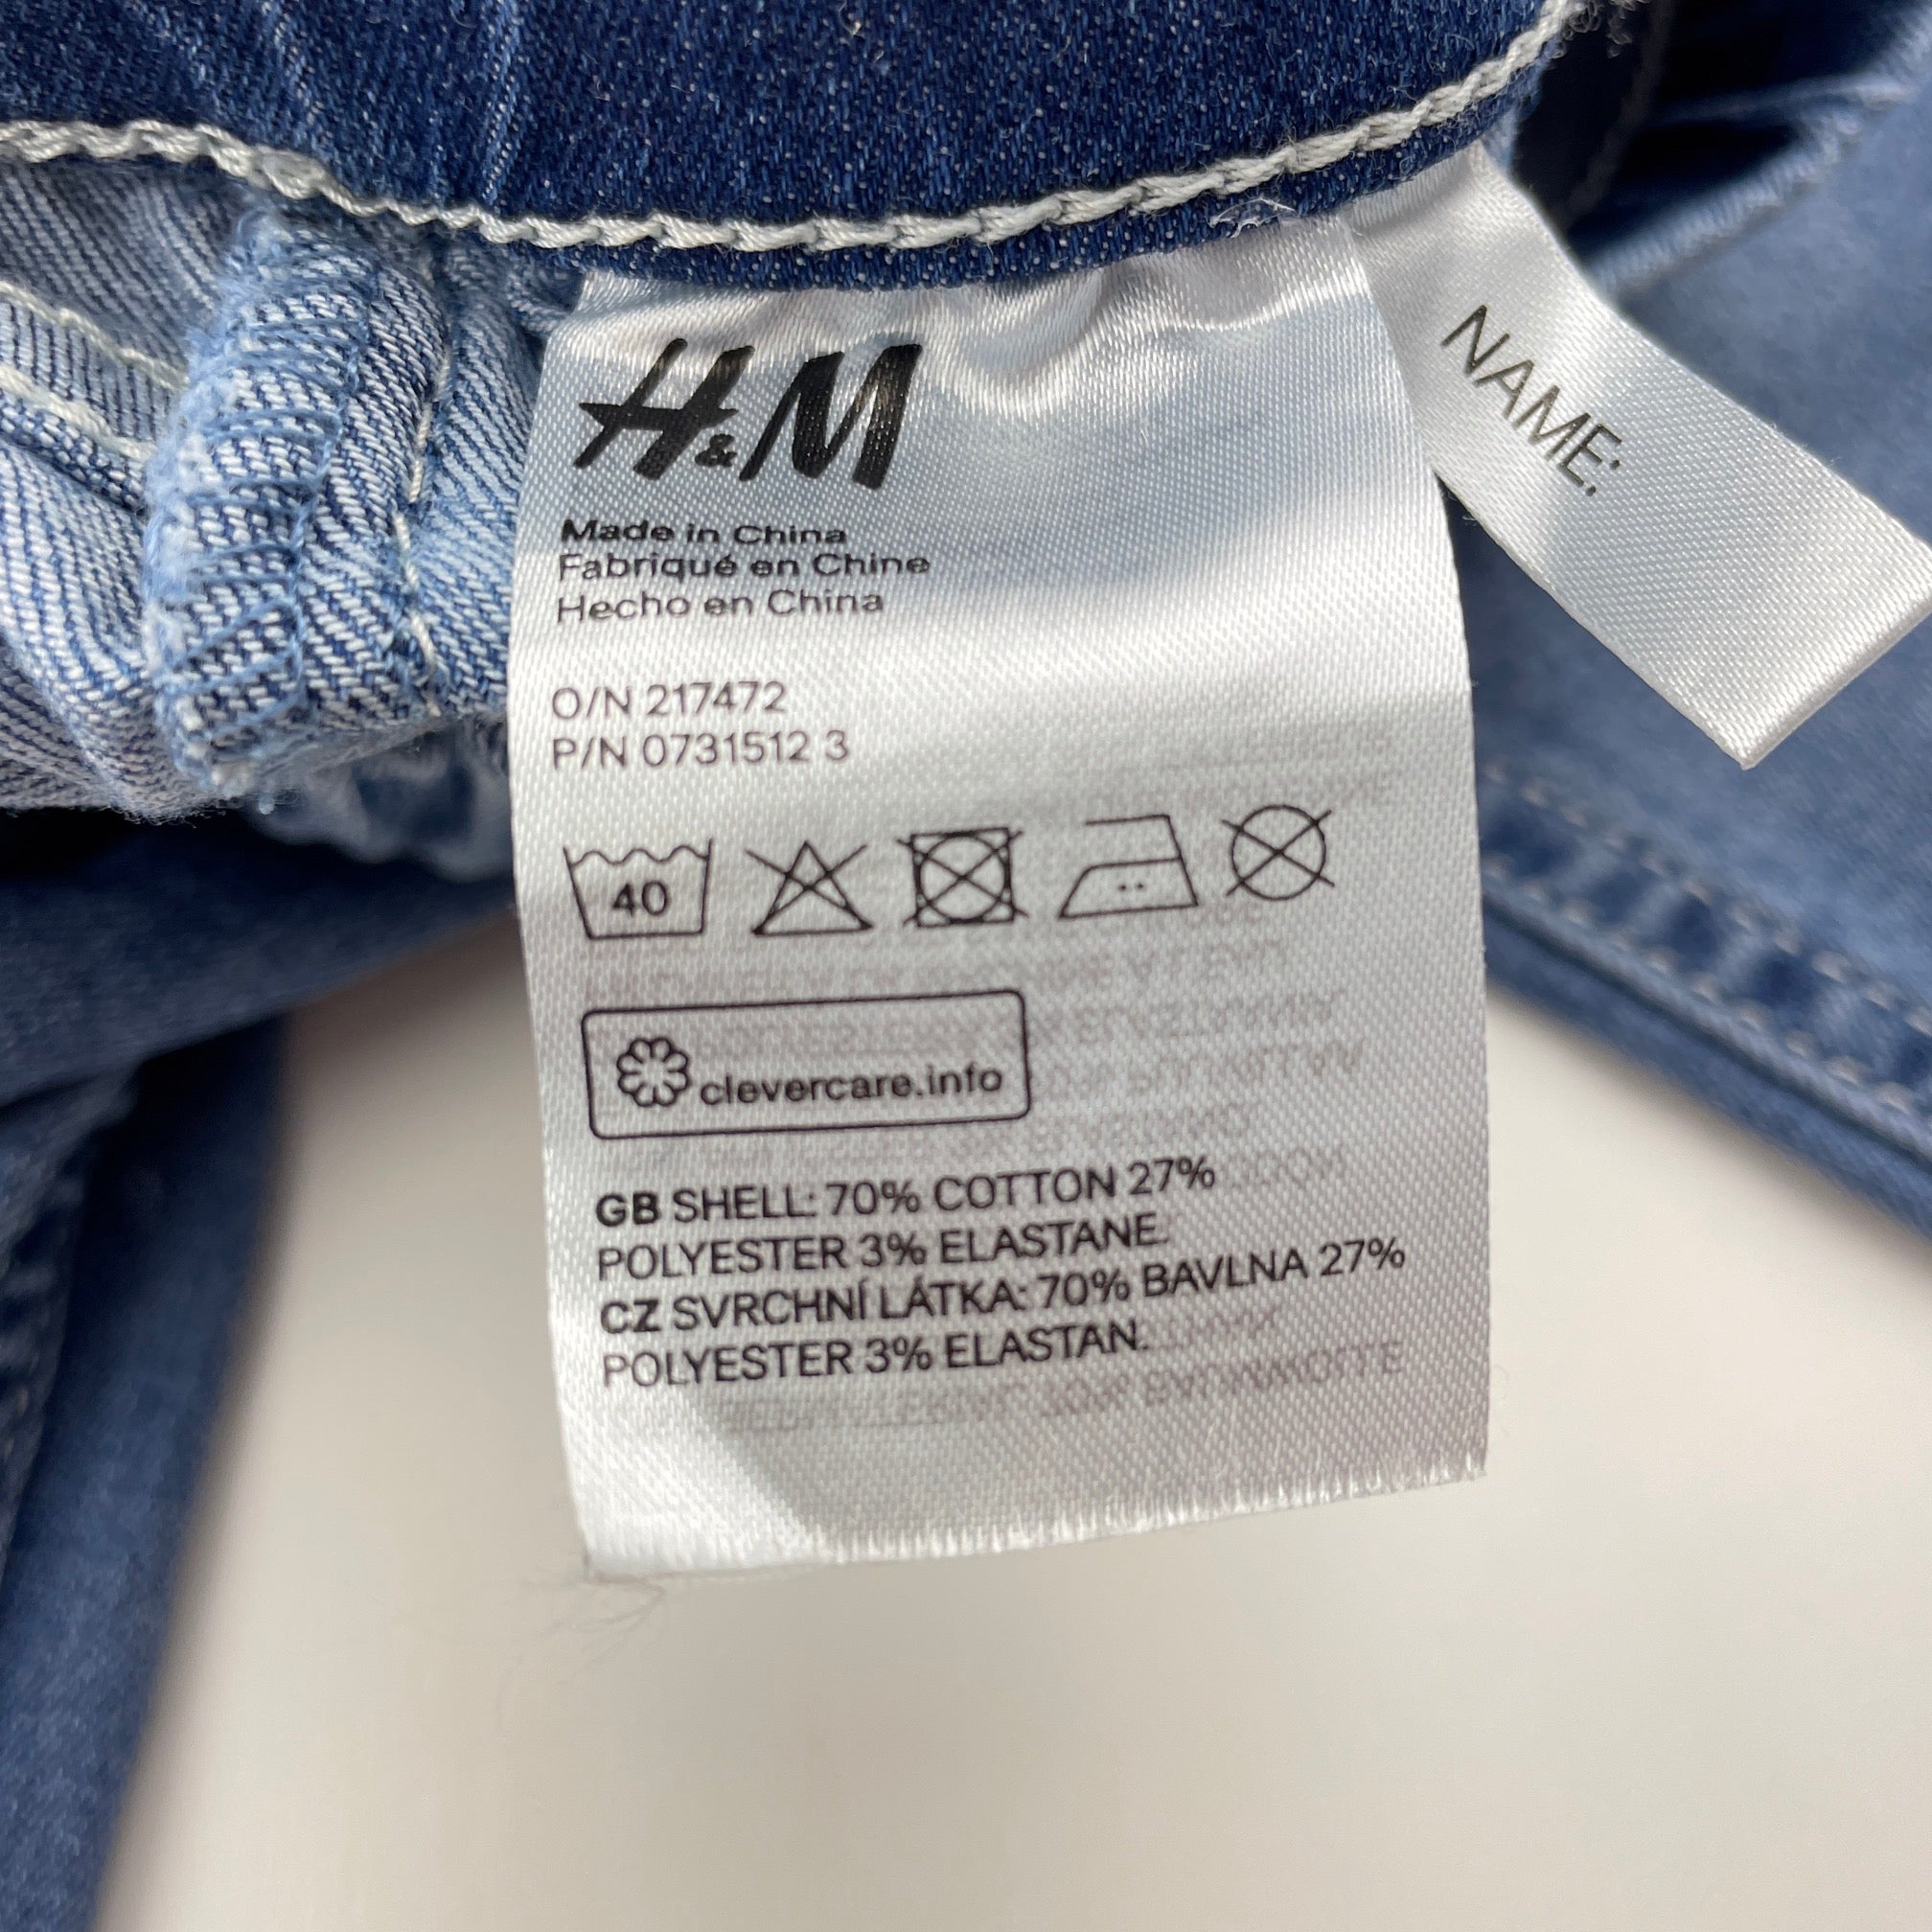 H&M
NAME:
Made in China
Fabriqué en Chine
Hecho en China
O/N 217472
P/N 0731512 3
40
clevercare.info
GB SHELL: 70% COTTON 27%
POLYESTER 3% ELASTANE.
CZ SVRCHNÍ LÁTKA: 70% BAVLNA 27%
POLYESTER 3% ELASTAN.